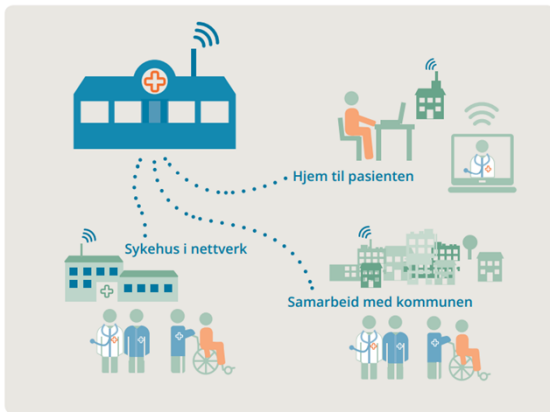 Hjem til pasienten
Sykehus i nettverk
Samarbeid med kommunen